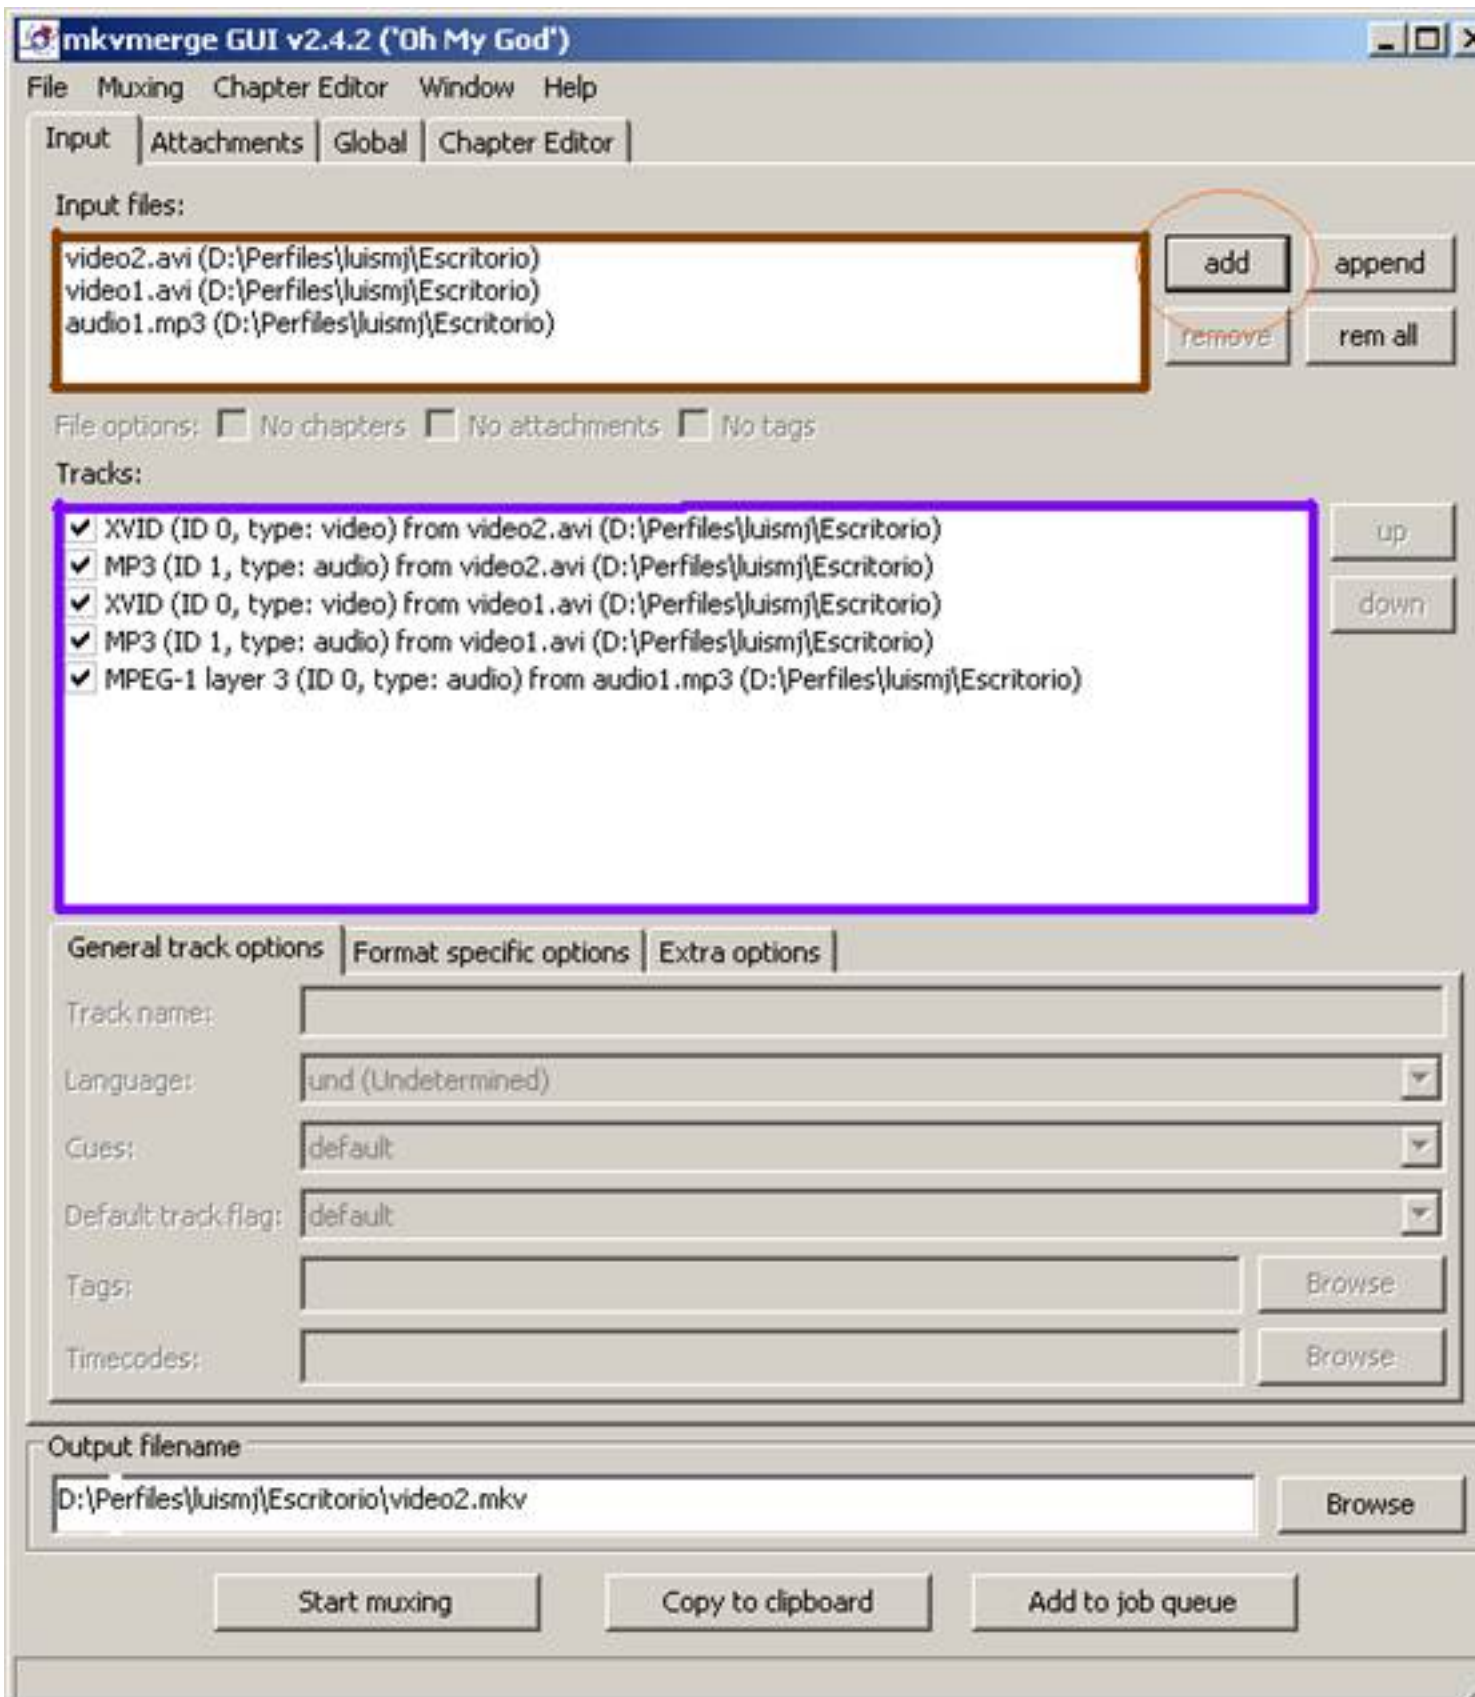 mkvmerge GUI v2.4.2 ('Oh My God')
File Muxing Chapter Editor Window Help
Input Attachments Global Chapter Editor
Input files:
video2.avi (D:\Perfiles\luismj\Escritorio)
video1.avi (D:\Perfiles\luismj\Escritorio)
audio1.mp3 (D:\Perfiles\luismj\Escritorio)
add append
remove rem all
File options: No chapters No attachments No tags
Tracks:
XVID (ID 0, type: video) from video2.avi (D:\Perfiles\luismj\Escritorio)
MP3 (ID 1, type: audio) from video2.avi (D:\Perfiles\luismj\Escritorio)
XVID (ID 0, type: video) from video1.avi (D:\Perfiles\luismj\Escritorio)
MP3 (ID 1, type: audio) from video1.avi (D:\Perfiles\luismj\Escritorio)
MPEG-1 layer 3 (ID 0, type: audio) from audio1.mp3 (D:\Perfiles\luismj\Escritorio)
up
down
General track options Format specific options Extra options
Track name:
Language: und (Undetermined)
Cues: default
Default track flag: default
Tags: Browse
Timecodes: Browse
Output filename
D:\Perfiles\luismj\Escritorio\video2.mkv Browse
Start muxing Copy to clipboard Add to job queue